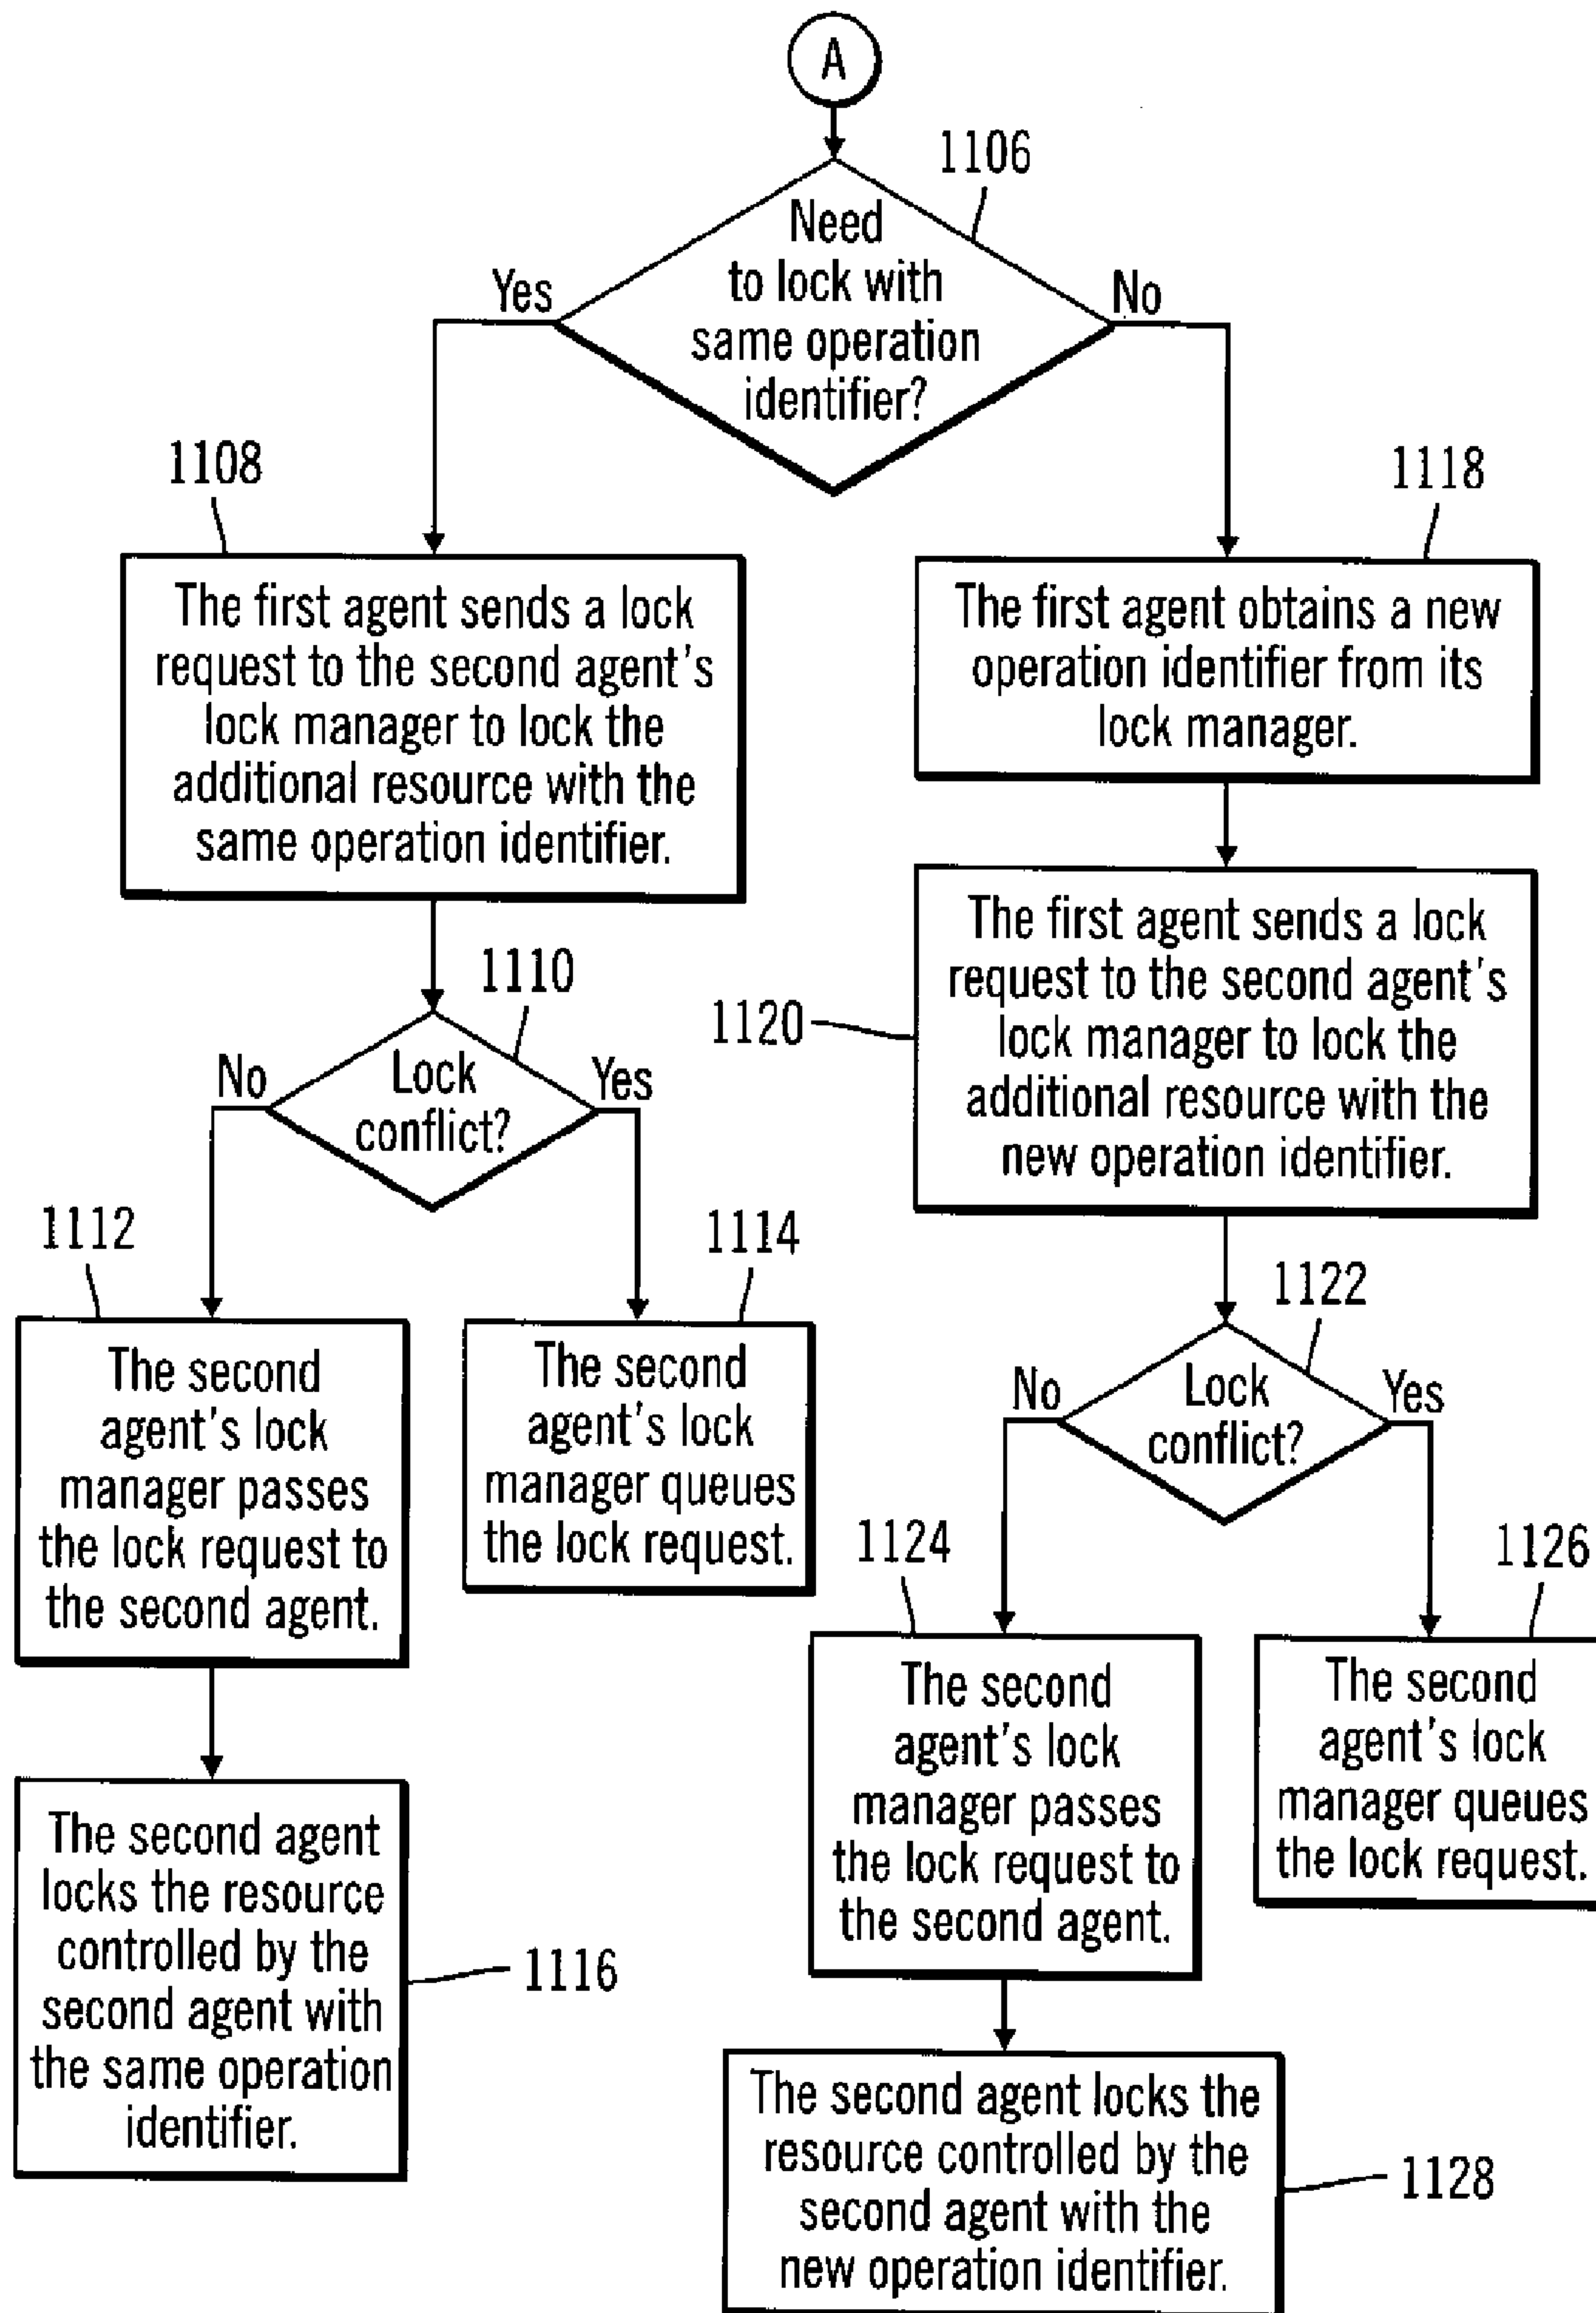 A
1106
Need
to lock with
same operation
identifier?
Yes
No
1108
The first agent sends a lock
request to the second agent's
lock manager to lock the
additional resource with the
same operation identifier.
1118
The first agent obtains a new
operation identifier from its
lock manager.
1110
Lock
conflict?
No
Yes
1120
The first agent sends a lock
request to the second agent's
lock manager to lock the
additional resource with the
new operation identifier.
1112
The second
agent's lock
manager passes
the lock request to
the second agent.
1114
The second
agent's lock
manager queues
the lock request.
1122
Lock
conflict?
No
Yes
1124
The second
agent's lock
manager passes
the lock request to
the second agent.
1126
The second
agent's lock
manager queues
the lock request.
The second agent
locks the resource
controlled by the
second agent with
the same operation
identifier.
1116
The second agent locks the
resource controlled by the
second agent with the
new operation identifier.
1128